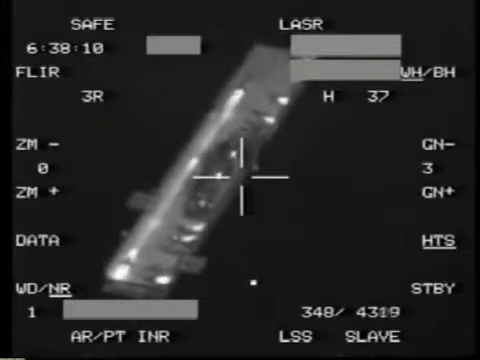 SAFE LASR
6:38:10
FLIR WH/BH
3R H 37
ZM - GN-
0 3
ZM + GN+
DATA HTS
WD/NR STBY
1 348/ 4319
AR/PT INR LSS SLAVE